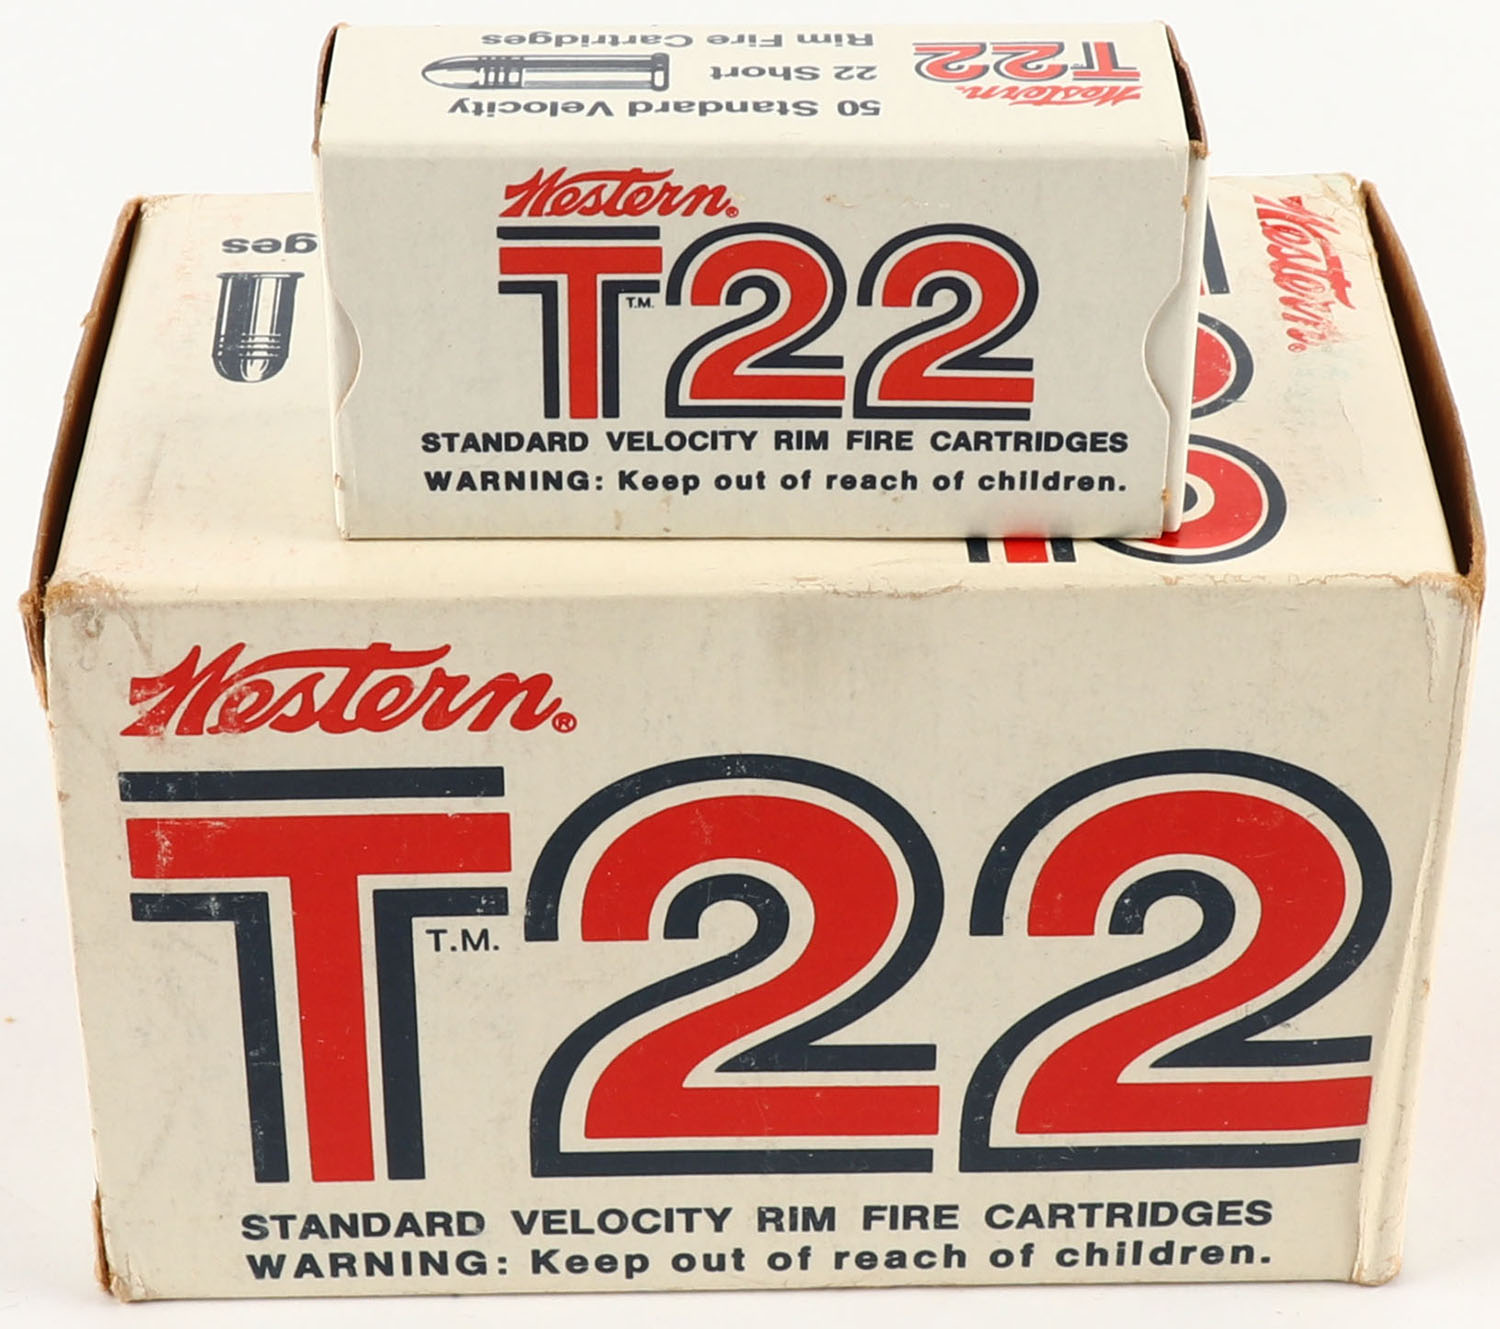 50 Standard Velocity
22 Short
Rim Fire Cartridges
Western
T22
Western®
T22
T.M.
STANDARD VELOCITY RIM FIRE CARTRIDGES
WARNING: Keep out of reach of children.
Western®
Western®
T22
T.M.
STANDARD VELOCITY RIM FIRE CARTRIDGES
WARNING: Keep out of reach of children.